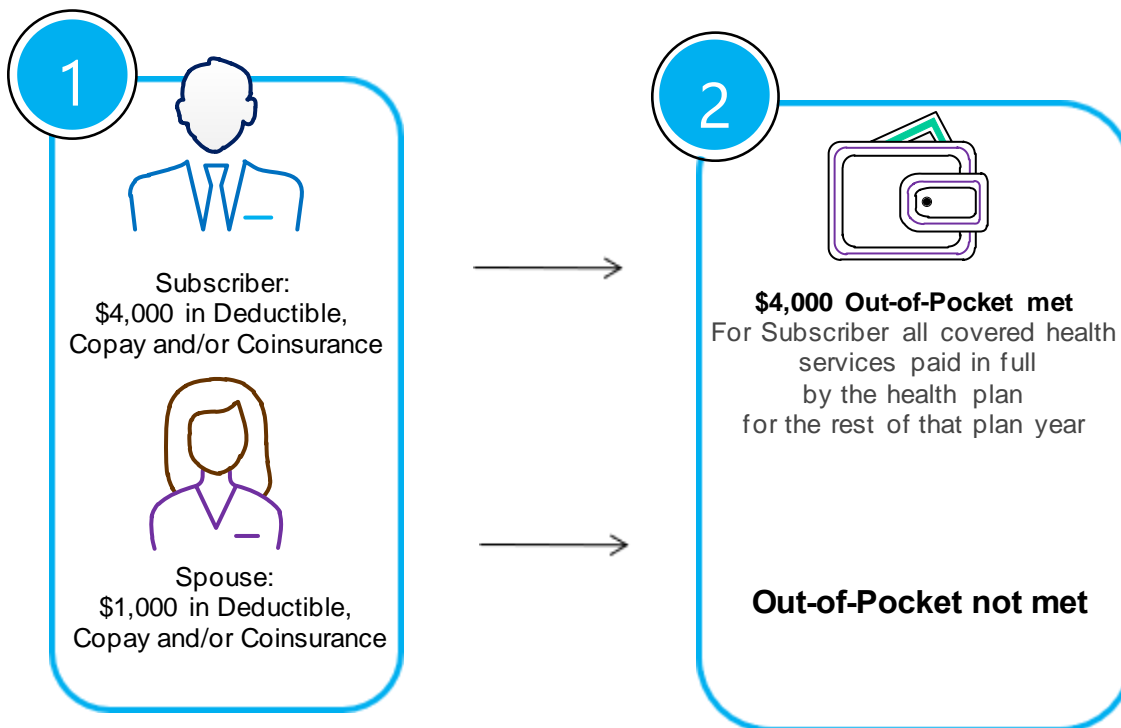 1
Subscriber:
$4,000 in Deductible,
Copay and/or Coinsurance
Spouse:
$1,000 in Deductible,
Copay and/or Coinsurance
2
$4,000 Out-of-Pocket met
For Subscriber all covered health
services paid in full
by the health plan
for the rest of that plan year
Out-of-Pocket not met